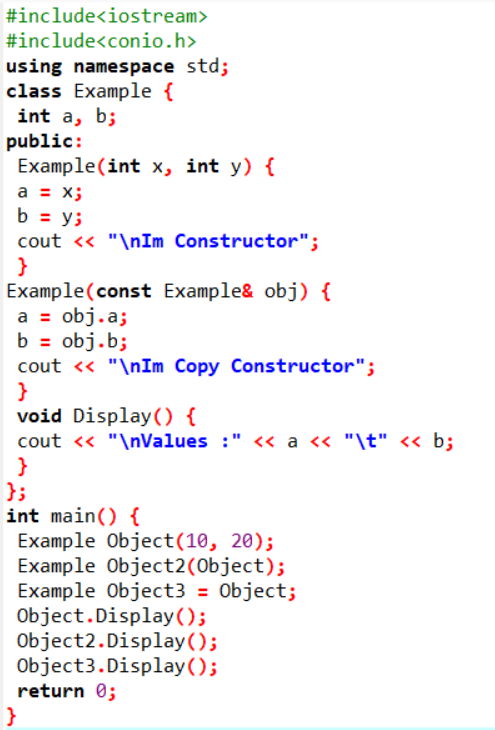 #include<iostream>
#include<conio.h>
using namespace std;
class Example {
 int a, b;
public:
 Example(int x, int y) {
 a = x;
 b = y;
 cout << "\nIm Constructor";
 }
Example(const Example& obj) {
 a = obj.a;
 b = obj.b;
 cout << "\nIm Copy Constructor";
 }
 void Display() {
 cout << "\nValues :" << a << "\t" << b;
 }
};
int main() {
 Example Object(10, 20);
 Example Object2(Object);
 Example Object3 = Object;
 Object.Display();
 Object2.Display();
 Object3.Display();
 return 0;
}